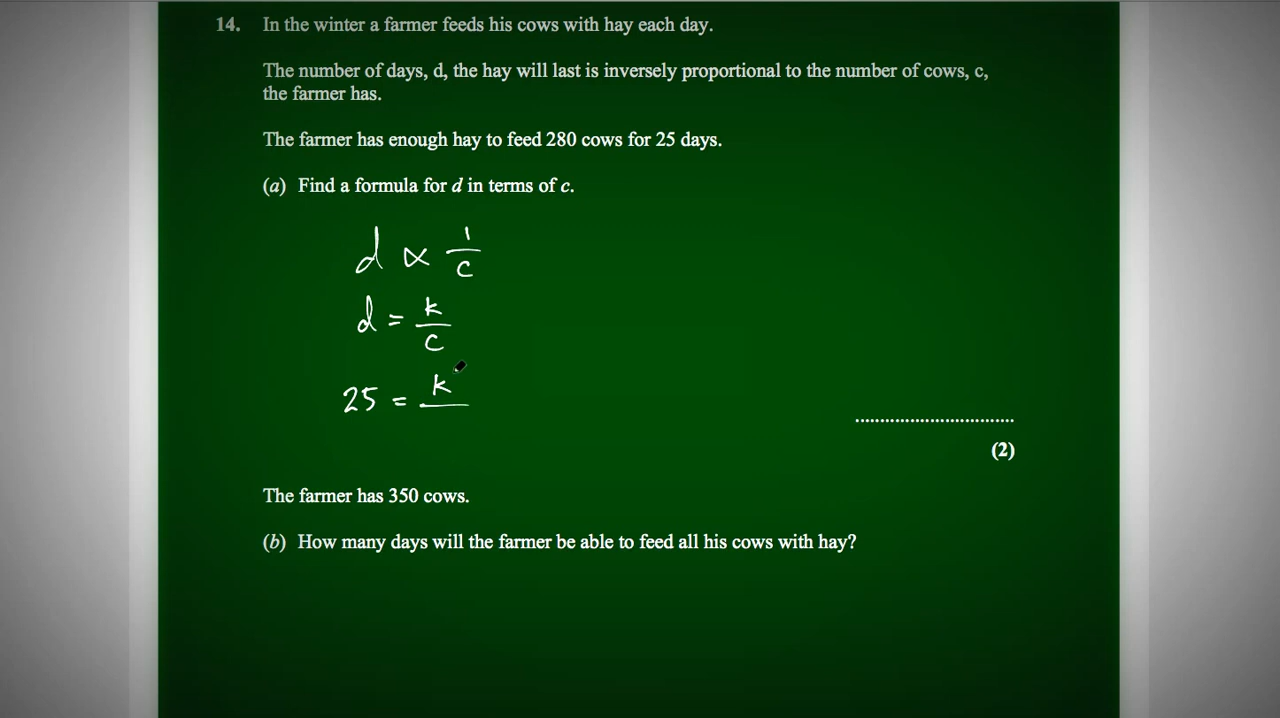 14. In the winter a farmer feeds his cows with hay each day.
The number of days, d, the hay will last is inversely proportional to the number of cows, c,
the farmer has.
The farmer has enough hay to feed 280 cows for 25 days.
(a) Find a formula for d in terms of c.
d ∝ 1/c
d = k/c
25 = k/
..................................
(2)
The farmer has 350 cows.
(b) How many days will the farmer be able to feed all his cows with hay?